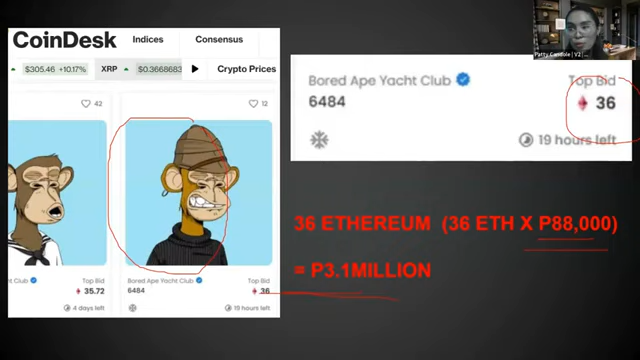 CoinDesk
Indices
Consensus
$305.46 +10.17%
XRP
$0.3668683
Crypto Prices
42
12
Club
Top Bid
35.72
4 days left
Bored Ape Yacht Club
6484
Top Bid
36
19 hours left
Bored Ape Yacht Club
6484
Top Bid
36
19 hours left
36 ETHEREUM (36 ETH X P88,000)
= P3.1MILLION